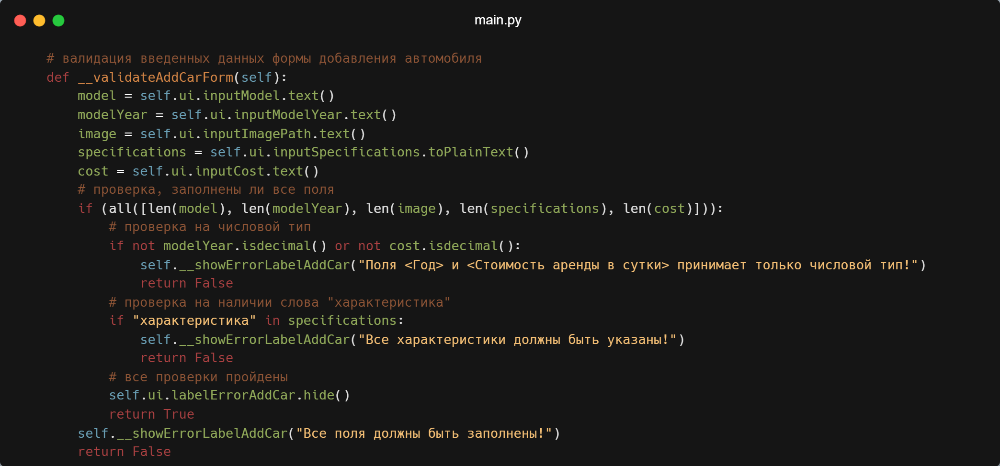 main.py
# валидация введенных данных формы добавления автомобиля
def __validateAddCarForm(self):
    model = self.ui.inputModel.text()
    modelYear = self.ui.inputModelYear.text()
    image = self.ui.inputImagePath.text()
    specifications = self.ui.inputSpecifications.toPlainText()
    cost = self.ui.inputCost.text()
    # проверка, заполнены ли все поля
    if (all([len(model), len(modelYear), len(image), len(specifications), len(cost)])):
        # проверка на числовой тип
        if not modelYear.isdecimal() or not cost.isdecimal():
            self.__showErrorLabelAddCar("Поля <Год> и <Стоимость аренды в сутки> принимает только числовой тип!")
            return False
        # проверка на наличии слова "характеристика"
        if "характеристика" in specifications:
            self.__showErrorLabelAddCar("Все характеристики должны быть указаны!")
            return False
        # все проверки пройдены
        self.ui.labelErrorAddCar.hide()
        return True
    self.__showErrorLabelAddCar("Все поля должны быть заполнены!")
    return False